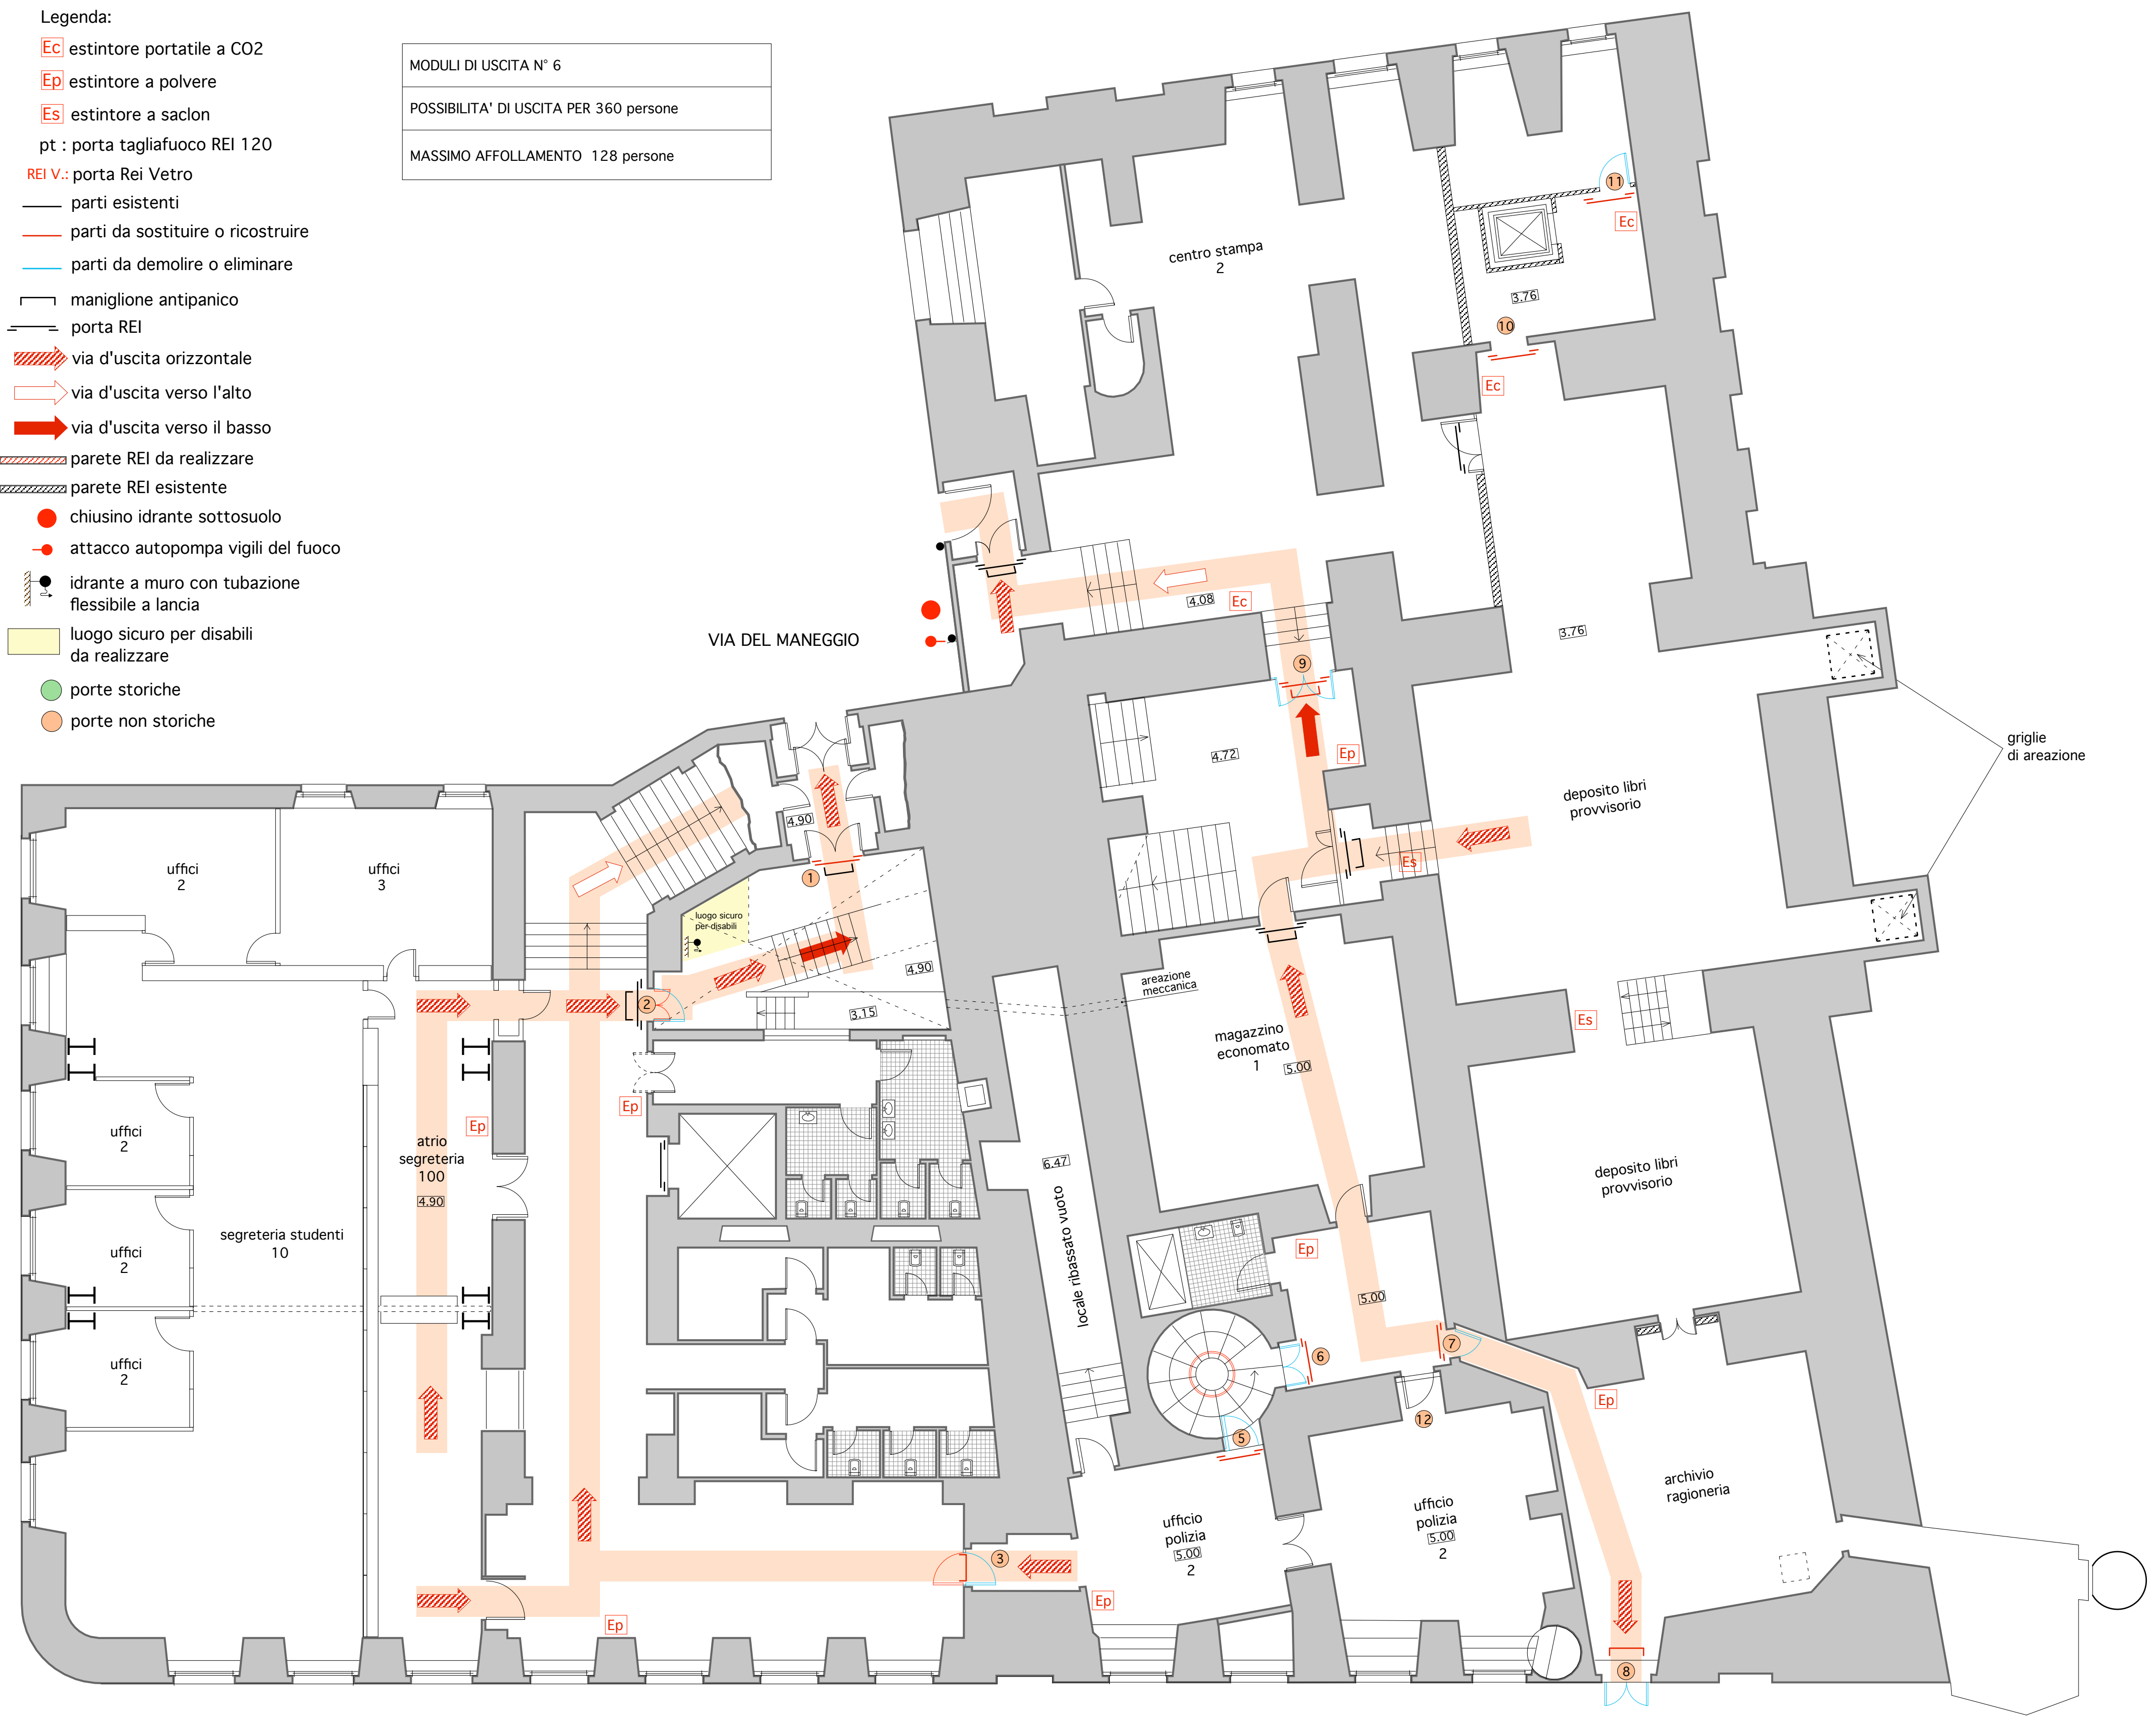 Legenda:
Ec estintore portatile a CO2
Ep estintore a polvere
Es estintore a saclon
pt : porta tagliafuoco REI 120
REI V.: porta Rei Vetro
parti esistenti
parti da sostituire o ricostruire
parti da demolire o eliminare
maniglione antipanico
porta REI
via d'uscita orizzontale
via d'uscita verso l'alto
via d'uscita verso il basso
parete REI da realizzare
parete REI esistente
chiusino idrante sottosuolo
attacco autopompa vigili del fuoco
idrante a muro con tubazione
flessibile a lancia
luogo sicuro per disabili
da realizzare
porte storiche
porte non storiche
MODULI DI USCITA N° 6
POSSIBILITA' DI USCITA PER 360 persone
MASSIMO AFFOLLAMENTO 128 persone
11
Ec
centro stampa
2
3.76
10
Ec
4.08
Ec
VIA DEL MANEGGIO
3.76
9
4.72
Ep
griglie
di areazione
deposito libri
provvisorio
4.90
Es
uffici
2
uffici
3
1
luogo sicuro
per disabili
4.90
2
3.15
areazione
meccanica
magazzino
economato
1
5.00
Es
Ep
Ep
uffici
2
atrio
segreteria
100
4.90
6.47
locale ribassato vuoto
deposito libri
provvisorio
segreteria studenti
10
uffici
2
Ep
5.00
uffici
2
6
7
Ep
12
5
archivio
ragioneria
ufficio
polizia
5.00
2
ufficio
polizia
5.00
2
3
Ep
Ep
8